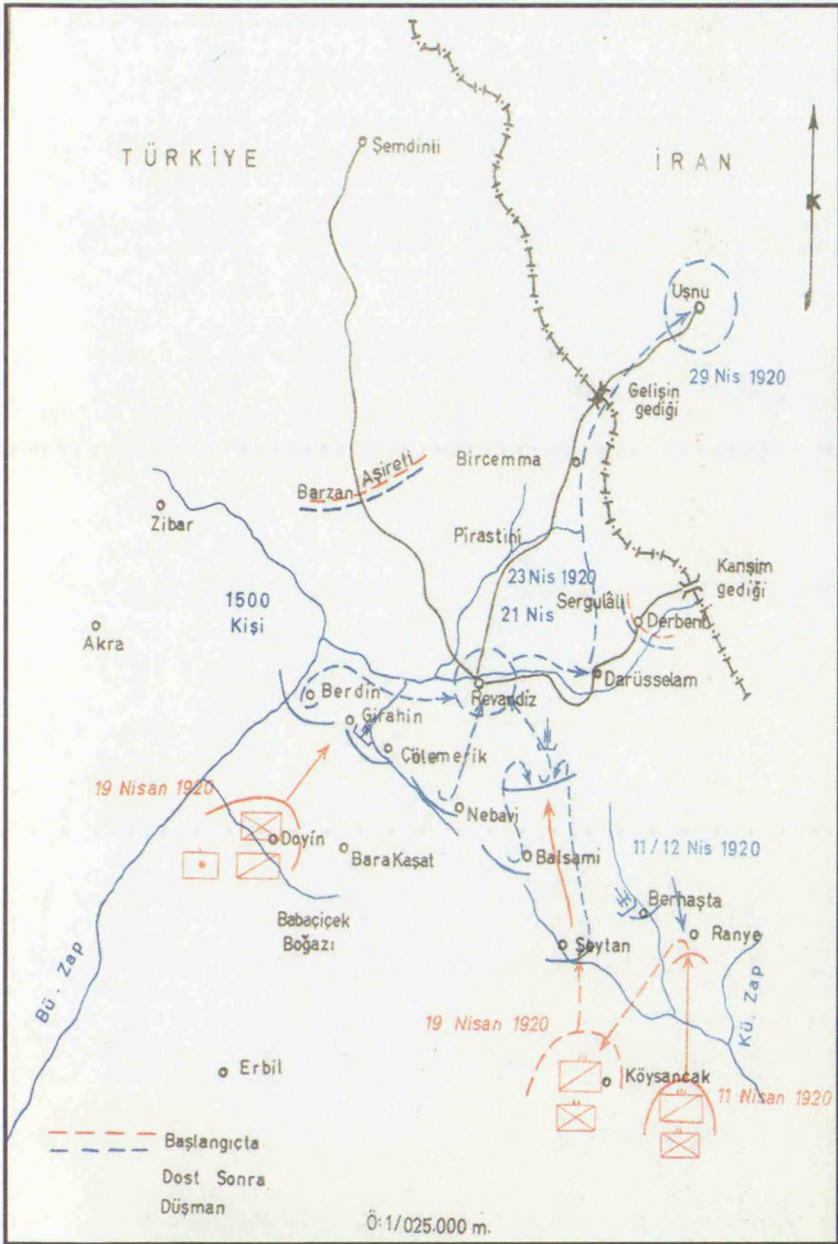 TÜRKİYE
İRAN
Şemdinli
K
Uşnu
29 Nis 1920
Gelişin
gediği
Bircemma
Barzan Aşireti
Zibar
Pirastini
Kanşim
gediği
23 Nis 1920
Sergulâli
1500
Kişi
21 Nis
Derbent
Akra
Darüsselam
Berdin
Revandiz
Girahin
Çölemerik
19 Nisan 1920
Nebavi
Doyin
Bara Kaşat
Balsami
11/12 Nis 1920
Berhaşta
Babaçiçek
Boğazı
Şeytan
Ranye
Bü. Zap
Kü. Zap
19 Nisan 1920
Erbil
Köysancak
11 Nisan 1920
Başlangıçta
Dost Sonra
Düşman
Ö:1/025.000 m.